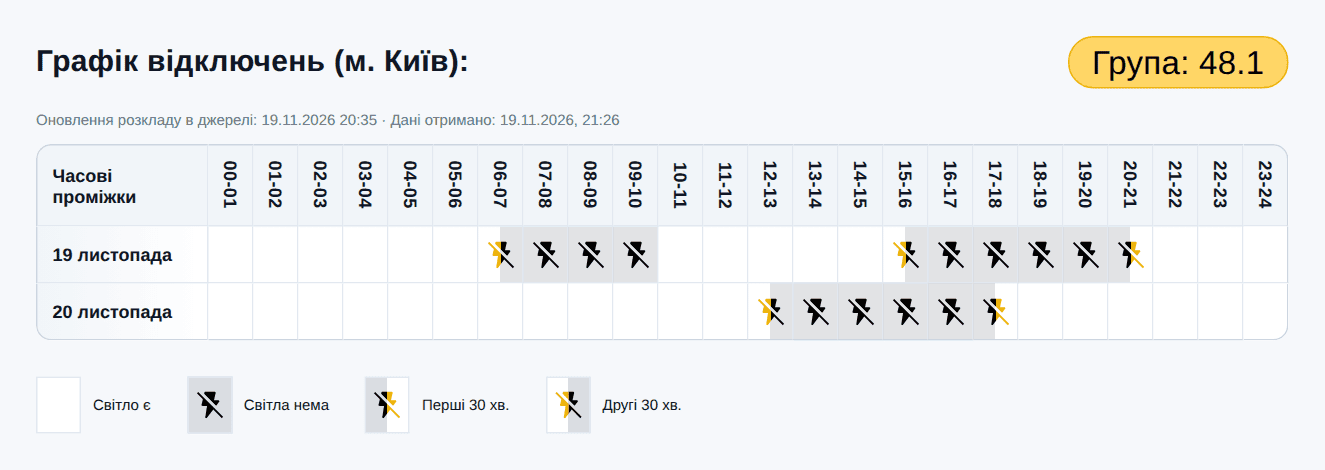 Графік відключень (м. Київ):
Група: 48.1
Оновлення розкладу в джерелі: 19.11.2026 20:35 · Дані отримано: 19.11.2026, 21:26
Часові
проміжки
00-01
01-02
02-03
03-04
04-05
05-06
06-07
07-08
08-09
09-10
10-11
11-12
12-13
13-14
14-15
15-16
16-17
17-18
18-19
19-20
20-21
21-22
22-23
23-24
19 листопада
20 листопада
Світло є
Світла нема
Перші 30 хв.
Другі 30 хв.